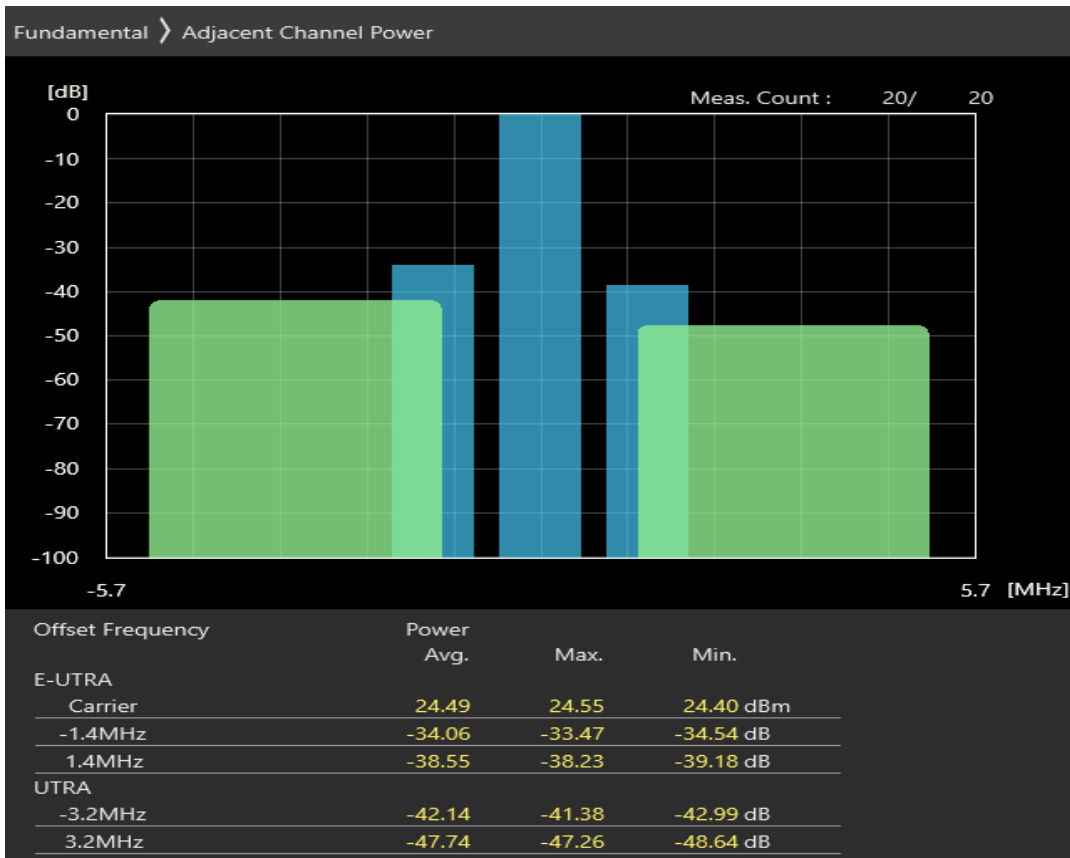 Fundamental 〉 Adjacent Channel Power
[dB]
Meas. Count : 20/ 20
0
-10
-20
-30
-40
-50
-60
-70
-80
-90
-100
-5.7 5.7 [MHz]
Offset Frequency Power
Avg. Max. Min.
E-UTRA
Carrier 24.49 24.55 24.40 dBm
-1.4MHz -34.06 -33.47 -34.54 dB
1.4MHz -38.55 -38.23 -39.18 dB
UTRA
-3.2MHz -42.14 -41.38 -42.99 dB
3.2MHz -47.74 -47.26 -48.64 dB